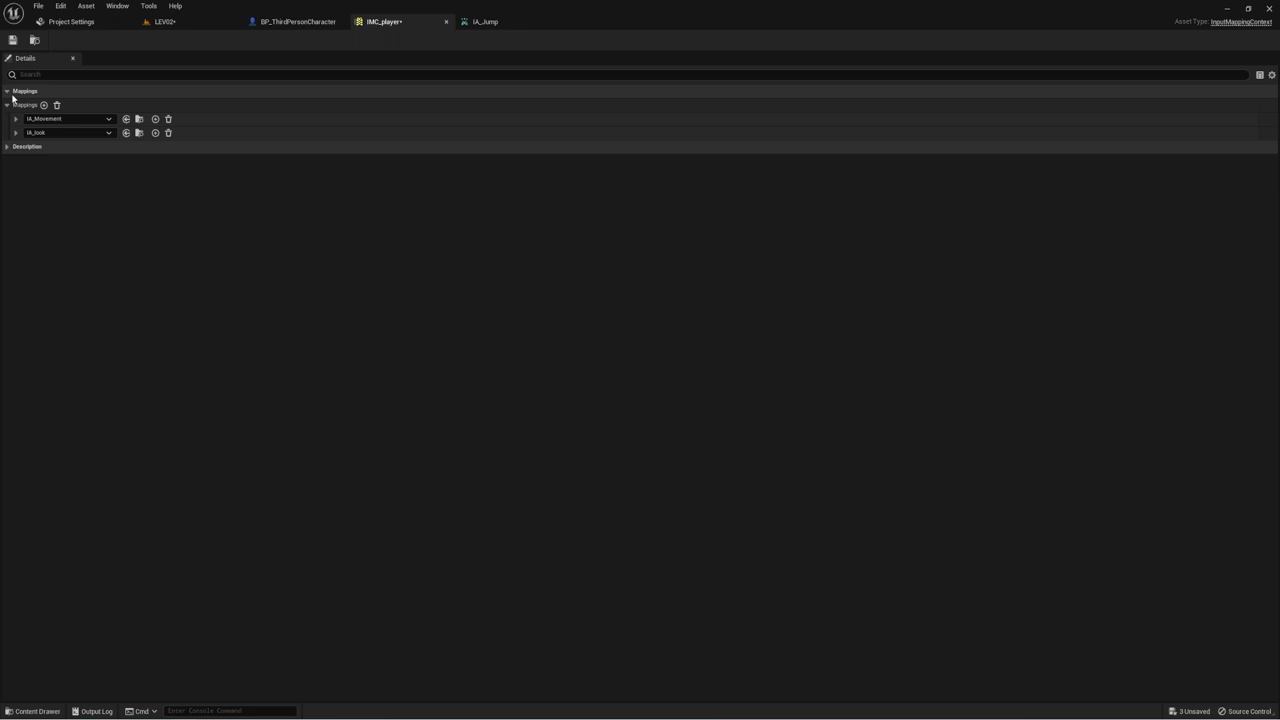 File Edit Asset Window Tools Help
Project Settings LEV02* BP_ThirdPersonCharacter IMC_player* IA_Jump Asset Type: InputMappingContext
Details
Search
Mappings
Mappings
IA_Movement
IA_look
Description
Content Drawer Output Log Cmd Enter Console Command 3 Unsaved Source Control